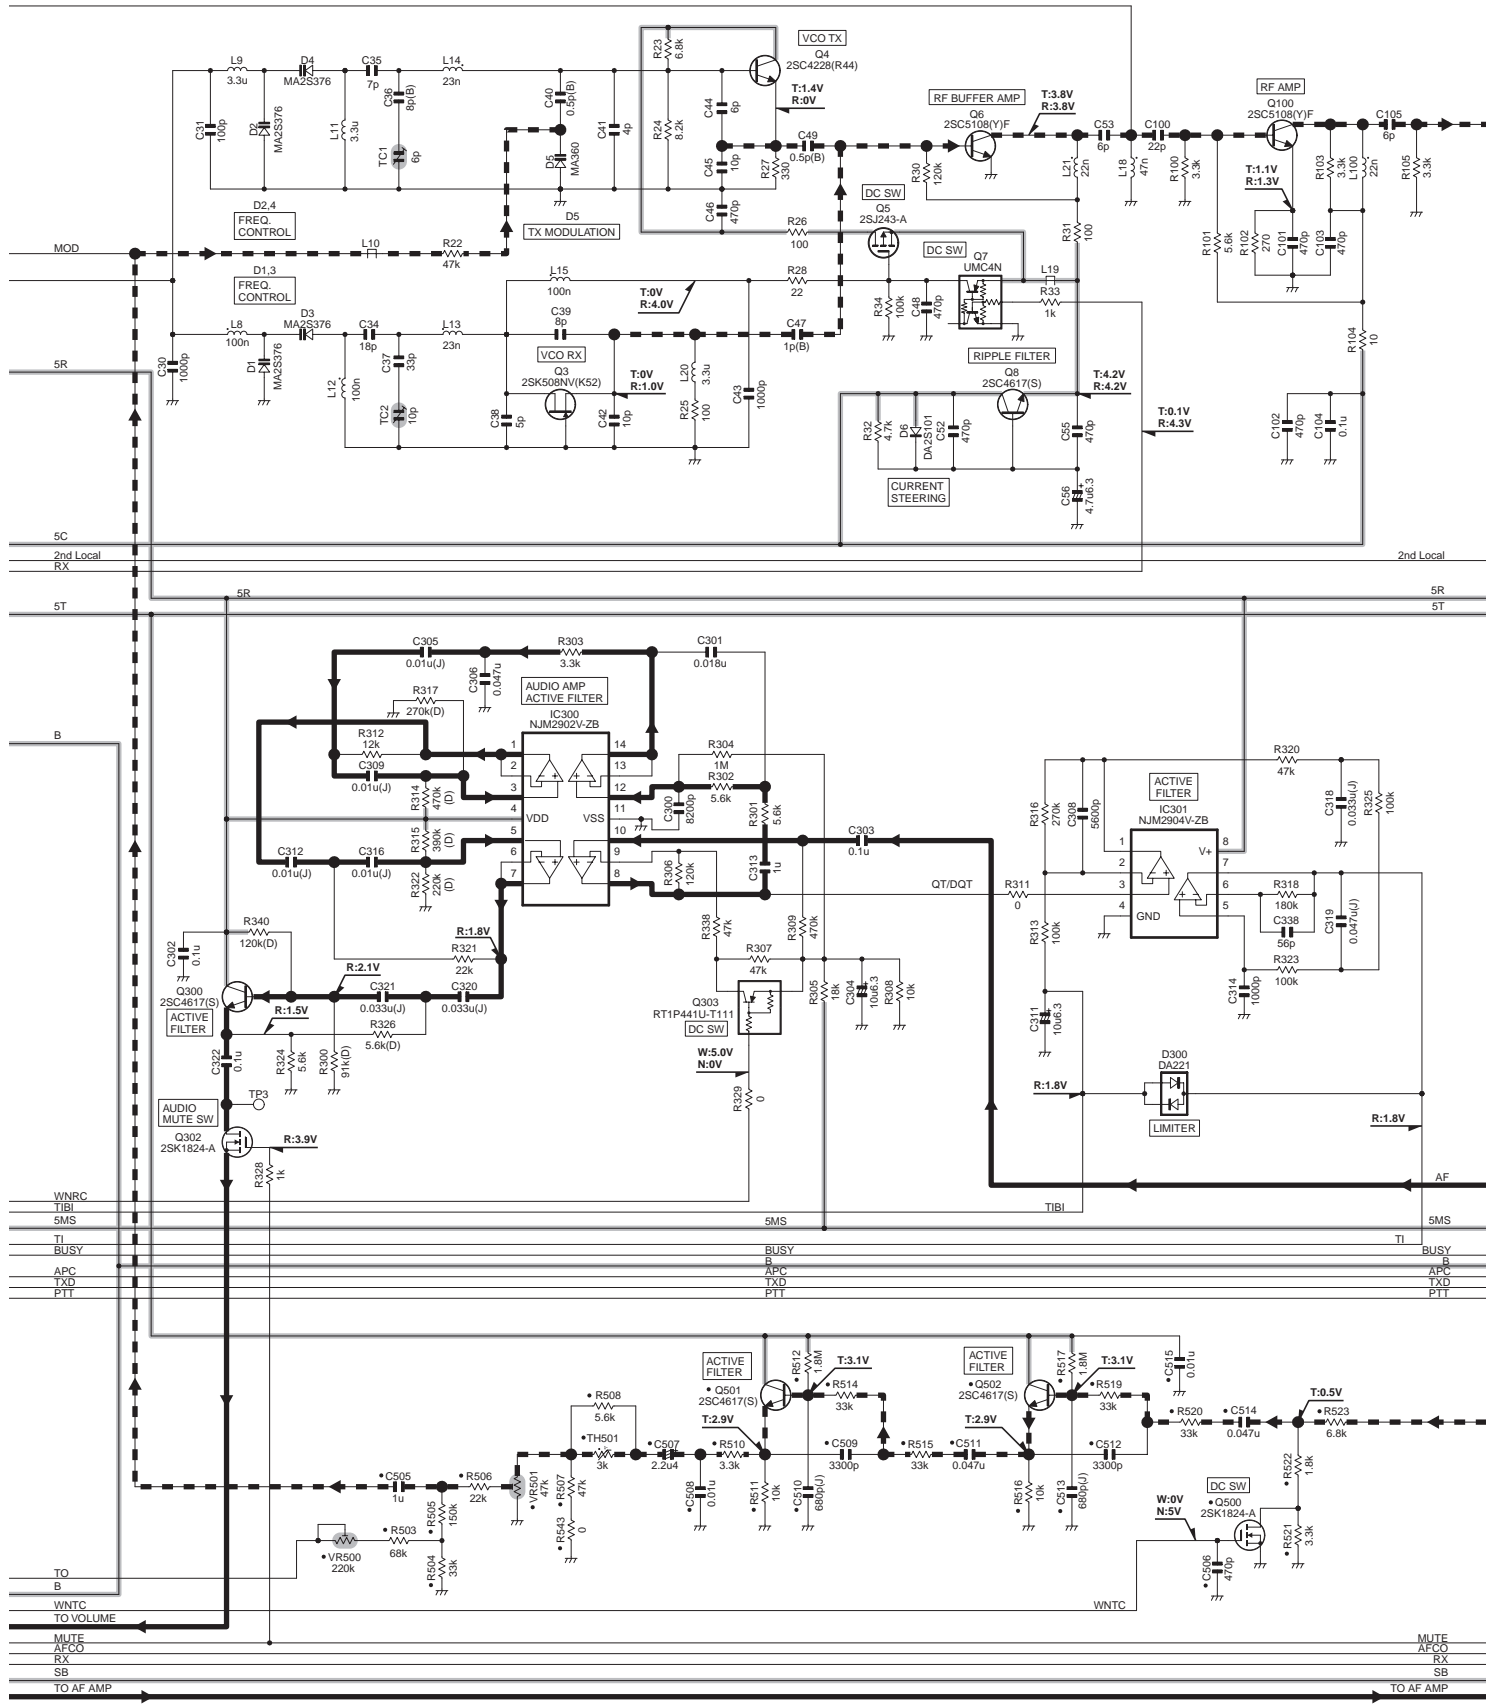 L9
3.3u
D4
MA2S376
C35
7p
L14
23n
C36
8p(B)
C31
100p
D2
MA2S376
L11
3.3u
TC1
6p
C40
0.5p(B)
D5
MA360
C41
4p
R23
6.8k
R24
8.2k
VCO TX
Q4
2SC4228(R44)
T:1.4V
R:0V
C44
6p
C45
10p
C46
470p
R27
330
C49
0.5p(B)
RF BUFFER AMP
Q6
2SC5108(Y)F
T:3.8V
R:3.8V
R30
120k
L21
22n
C53
6p
L18
47n
C100
22p
R100
3.3k
RF AMP
Q100
2SC5108(Y)F
C105
6p
R103
3.3k
L100
22n
R105
3.3k
T:1.1V
R:1.3V
R101
5.6k
R102
270
C101
470p
C103
470p
D2,4
FREQ.
CONTROL
D5
TX MODULATION
MOD
L10
R22
47k
D1,3
FREQ.
CONTROL
R26
100
DC SW
Q5
2SJ243-A
DC SW
Q7
UMC4N
R31
100
L19
R33
1k
L15
100n
T:0V
R:4.0V
R28
22
R34
100k
C48
470p
L8
100n
D3
MA2S376
C34
18p
L13
23n
C39
8p
C47
1p(B)
C30
1000p
D1
MA2S376
L12
100n
C37
33p
TC2
10p
VCO RX
Q3
2SK508NV(K52)
T:0V
R:1.0V
C38
5p
C42
10p
L20
3.3u
R25
100
C43
1000p
RIPPLE FILTER
Q8
2SC4617(S)
T:4.2V
R:4.2V
R32
4.7k
D6
DA2S101
C52
470p
C55
470p
C56
4.7u6.3
CURRENT
STEERING
T:0.1V
R:4.3V
R104
10
C102
470p
C104
0.1u
5R
5C
2nd Local
2nd Local
RX
5R
5R
5T
5T
C305
0.01u(J)
C306
0.047u
R303
3.3k
C301
0.018u
R317
270k(D)
AUDIO AMP
ACTIVE FILTER
IC300
NJM2902V-ZB
B
R312
12k
C309
0.01u(J)
R314
470k
(D)
R315
390k
(D)
R322
220k
(D)
C312
0.01u(J)
C316
0.01u(J)
1
2
3
4
5
6
7
VDD
VSS
14
13
12
11
10
9
8
R304
1M
R302
5.6k
C300
8200p
R301
5.6k
C303
0.1u
R306
120k
C313
1u
QT/DQT
R311
0
R316
270k
C308
5600p
R313
100k
ACTIVE
FILTER
IC301
NJM2904V-ZB
1
2
3
4
GND
V+
8
7
6
5
R320
47k
C318
0.033u(J)
R325
100k
R318
180k
C338
56p
C319
0.047u(J)
R323
100k
C314
1000p
C311
10u6.3
R340
120k(D)
C302
0.1u
R:1.8V
R321
22k
R:2.1V
Q300
2SC4617(S)
ACTIVE
FILTER
C321
0.033u(J)
C320
0.033u(J)
R:1.5V
R326
5.6k(D)
C322
0.1u
R324
5.6k
R300
91k(D)
R338
47k
R309
470k
R307
47k
Q303
RT1P441U-T111
DC SW
R305
18k
C304
10u6.3
R308
10k
W:5.0V
N:0V
R329
0
D300
DA221
LIMITER
R:1.8V
R:1.8V
TP3
AUDIO
MUTE SW
Q302
2SK1824-A
R:3.9V
R328
1k
AF
WNRC
TIBI
TIBI
5MS
5MS
5MS
TI
TI
BUSY
BUSY
BUSY
B
B
APC
APC
APC
TXD
TXD
TXD
PTT
PTT
PTT
ACTIVE
FILTER
Q501
2SC4617(S)
R512
1.8M
T:3.1V
R514
33k
ACTIVE
FILTER
Q502
2SC4617(S)
R517
1.8M
T:3.1V
R519
33k
C515
0.01u
T:2.9V
T:2.9V
R508
5.6k
TH501
3k
C507
2.2u4
R510
3.3k
C509
3300p
R515
33k
C511
0.047u
C512
3300p
R520
33k
C514
0.047u
T:0.5V
R523
6.8k
C505
1u
R506
22k
VR501
47k
R507
47k
R543
0
C508
0.01u
R511
10k
C510
680p(J)
R516
10k
C513
680p(J)
R522
1.8k
R521
3.3k
DC SW
Q500
2SK1824-A
W:0V
N:5V
C506
470p
R505
150k
VR500
220k
R503
68k
R504
33k
TO
B
WNTC
WNTC
TO VOLUME
MUTE
MUTE
AFCO
AFCO
RX
RX
SB
SB
TO AF AMP
TO AF AMP